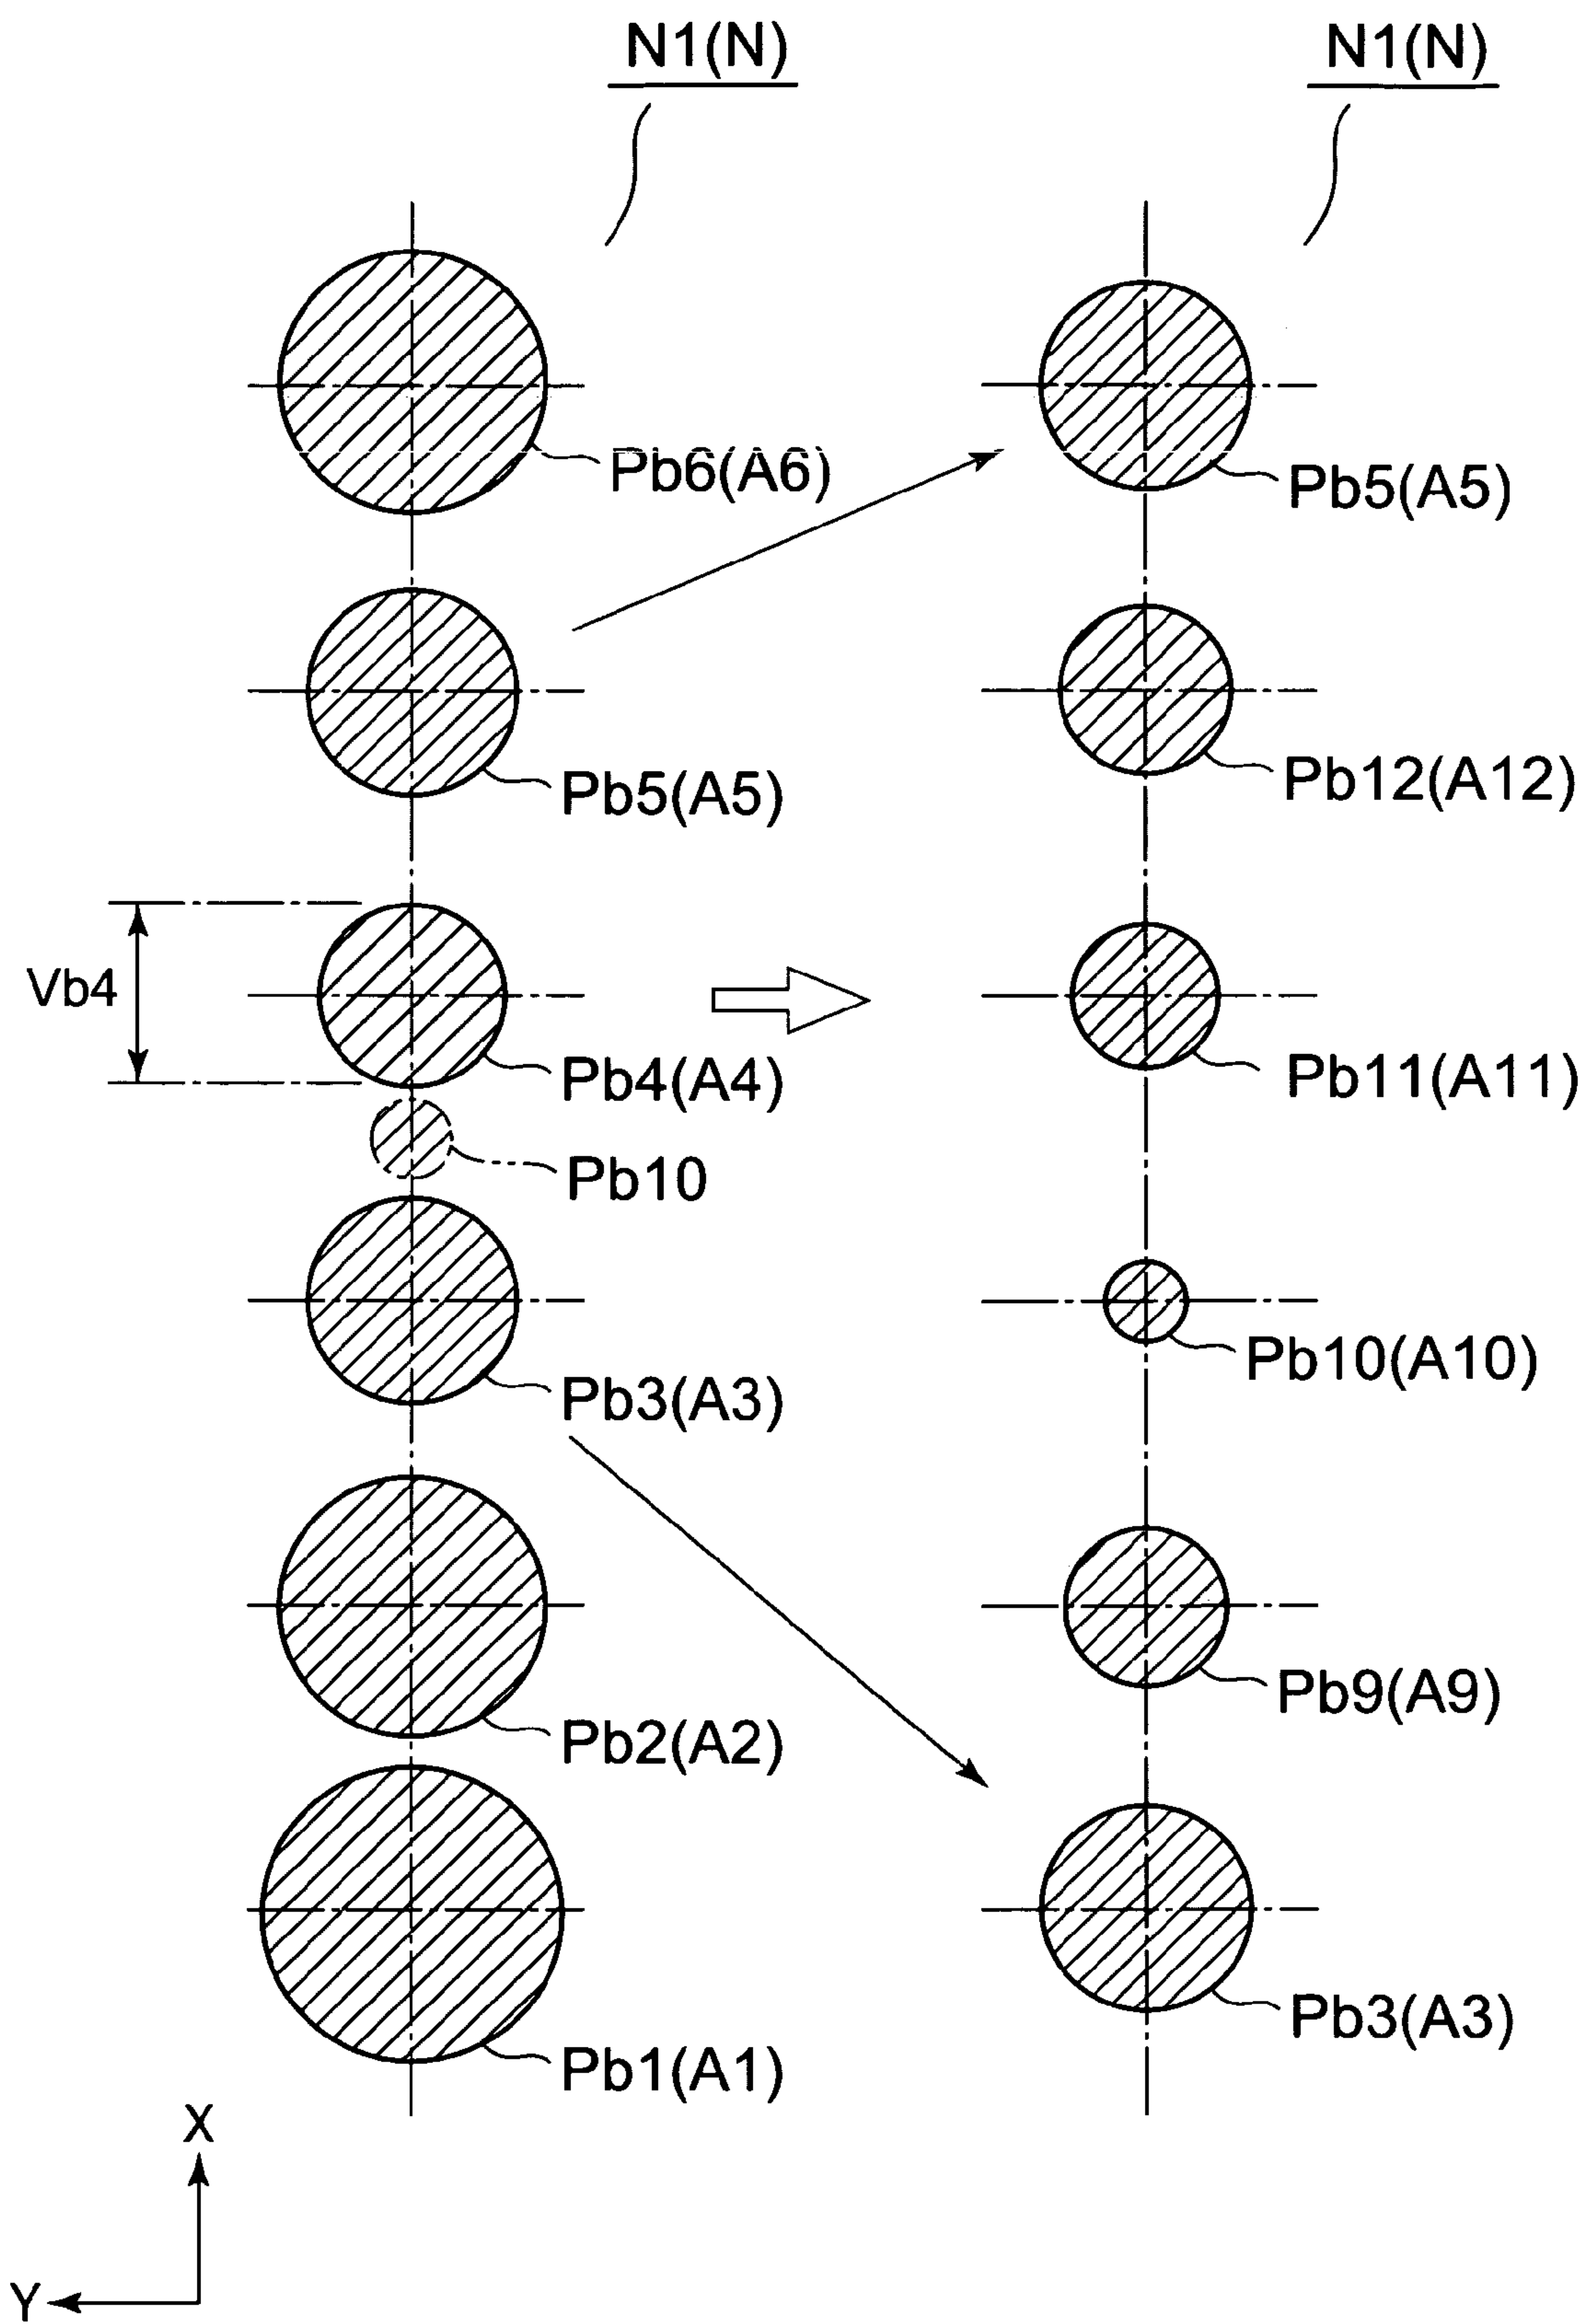 N1(N)
N1(N)
Pb6(A6)
Pb5(A5)
Pb5(A5)
Pb12(A12)
Vb4
Pb4(A4)
Pb11(A11)
Pb10
Pb10(A10)
Pb3(A3)
Pb9(A9)
Pb2(A2)
Pb3(A3)
Pb1(A1)
X
Y